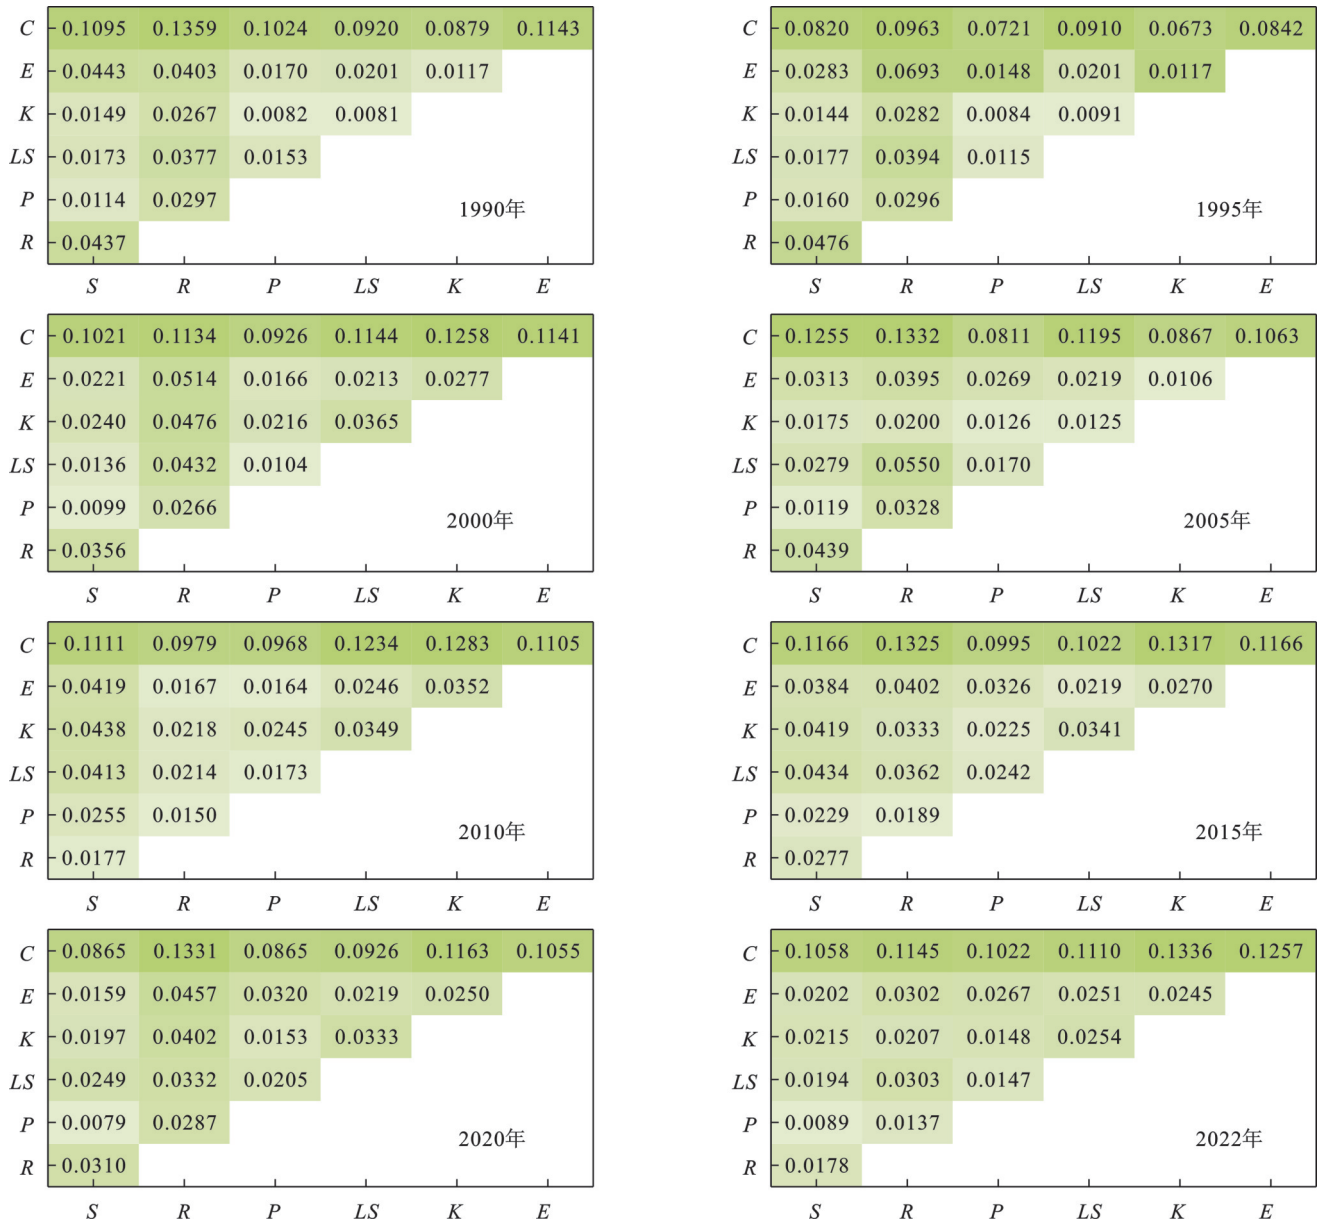 C 0.1095 0.1359 0.1024 0.0920 0.0879 0.1143
E 0.0443 0.0403 0.0170 0.0201 0.0117
K 0.0149 0.0267 0.0082 0.0081
LS 0.0173 0.0377 0.0153
P 0.0114 0.0297
1990年
R 0.0437
S R P LS K E
C 0.0820 0.0963 0.0721 0.0910 0.0673 0.0842
E 0.0283 0.0693 0.0148 0.0201 0.0117
K 0.0144 0.0282 0.0084 0.0091
LS 0.0177 0.0394 0.0115
P 0.0160 0.0296
1995年
R 0.0476
S R P LS K E
C 0.1021 0.1134 0.0926 0.1144 0.1258 0.1141
E 0.0221 0.0514 0.0166 0.0213 0.0277
K 0.0240 0.0476 0.0216 0.0365
LS 0.0136 0.0432 0.0104
P 0.0099 0.0266
2000年
R 0.0356
S R P LS K E
C 0.1255 0.1332 0.0811 0.1195 0.0867 0.1063
E 0.0313 0.0395 0.0269 0.0219 0.0106
K 0.0175 0.0200 0.0126 0.0125
LS 0.0279 0.0550 0.0170
P 0.0119 0.0328
2005年
R 0.0439
S R P LS K E
C 0.1111 0.0979 0.0968 0.1234 0.1283 0.1105
E 0.0419 0.0167 0.0164 0.0246 0.0352
K 0.0438 0.0218 0.0245 0.0349
LS 0.0413 0.0214 0.0173
P 0.0255 0.0150
2010年
R 0.0177
S R P LS K E
C 0.1166 0.1325 0.0995 0.1022 0.1317 0.1166
E 0.0384 0.0402 0.0326 0.0219 0.0270
K 0.0419 0.0333 0.0225 0.0341
LS 0.0434 0.0362 0.0242
P 0.0229 0.0189
2015年
R 0.0277
S R P LS K E
C 0.0865 0.1331 0.0865 0.0926 0.1163 0.1055
E 0.0159 0.0457 0.0320 0.0219 0.0250
K 0.0197 0.0402 0.0153 0.0333
LS 0.0249 0.0332 0.0205
P 0.0079 0.0287
2020年
R 0.0310
S R P LS K E
C 0.1058 0.1145 0.1022 0.1110 0.1336 0.1257
E 0.0202 0.0302 0.0267 0.0251 0.0245
K 0.0215 0.0207 0.0148 0.0254
LS 0.0194 0.0303 0.0147
P 0.0089 0.0137
2022年
R 0.0178
S R P LS K E